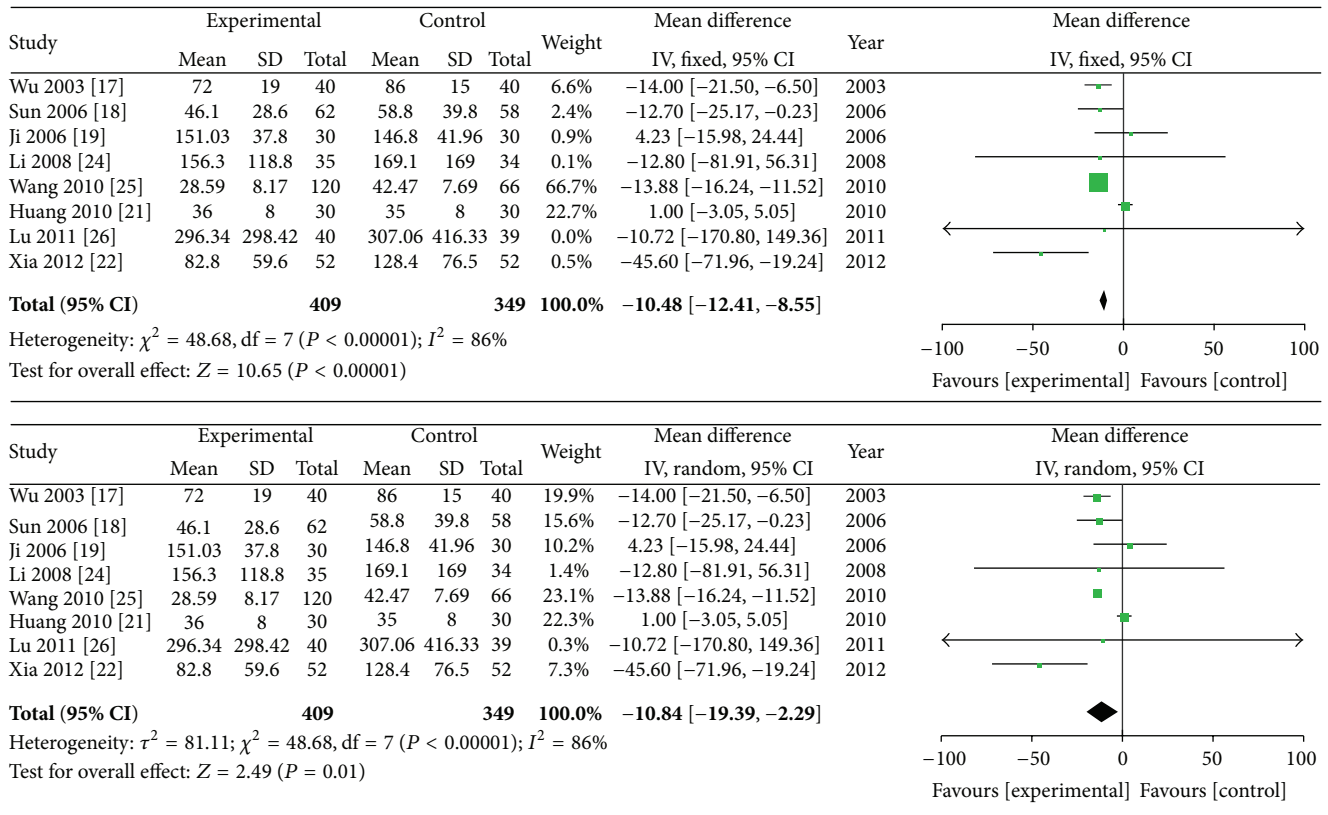 Study Experimental Control Weight Mean difference Year Mean difference
Mean SD Total Mean SD Total IV, fixed, 95% CI IV, fixed, 95% CI
Wu 2003 [17] 72 19 40 86 15 40 6.6% −14.00 [−21.50, −6.50] 2003
Sun 2006 [18] 46.1 28.6 62 58.8 39.8 58 2.4% −12.70 [−25.17, −0.23] 2006
Ji 2006 [19] 151.03 37.8 30 146.8 41.96 30 0.9% 4.23 [−15.98, 24.44] 2006
Li 2008 [24] 156.3 118.8 35 169.1 169 34 0.1% −12.80 [−81.91, 56.31] 2008
Wang 2010 [25] 28.59 8.17 120 42.47 7.69 66 66.7% −13.88 [−16.24, −11.52] 2010
Huang 2010 [21] 36 8 30 35 8 30 22.7% 1.00 [−3.05, 5.05] 2010
Lu 2011 [26] 296.34 298.42 40 307.06 416.33 39 0.0% −10.72 [−170.80, 149.36] 2011
Xia 2012 [22] 82.8 59.6 52 128.4 76.5 52 0.5% −45.60 [−71.96, −19.24] 2012
Total (95% CI) 409 349 100.0% −10.48 [−12.41, −8.55]
Heterogeneity: χ² = 48.68, df = 7 (P < 0.00001); I² = 86%
Test for overall effect: Z = 10.65 (P < 0.00001)
−100 −50 0 50 100
Favours [experimental] Favours [control]
Study Experimental Control Weight Mean difference Year Mean difference
Mean SD Total Mean SD Total IV, random, 95% CI IV, random, 95% CI
Wu 2003 [17] 72 19 40 86 15 40 19.9% −14.00 [−21.50, −6.50] 2003
Sun 2006 [18] 46.1 28.6 62 58.8 39.8 58 15.6% −12.70 [−25.17, −0.23] 2006
Ji 2006 [19] 151.03 37.8 30 146.8 41.96 30 10.2% 4.23 [−15.98, 24.44] 2006
Li 2008 [24] 156.3 118.8 35 169.1 169 34 1.4% −12.80 [−81.91, 56.31] 2008
Wang 2010 [25] 28.59 8.17 120 42.47 7.69 66 23.1% −13.88 [−16.24, −11.52] 2010
Huang 2010 [21] 36 8 30 35 8 30 22.3% 1.00 [−3.05, 5.05] 2010
Lu 2011 [26] 296.34 298.42 40 307.06 416.33 39 0.3% −10.72 [−170.80, 149.36] 2011
Xia 2012 [22] 82.8 59.6 52 128.4 76.5 52 7.3% −45.60 [−71.96, −19.24] 2012
Total (95% CI) 409 349 100.0% −10.84 [−19.39, −2.29]
Heterogeneity: τ² = 81.11; χ² = 48.68, df = 7 (P < 0.00001); I² = 86%
Test for overall effect: Z = 2.49 (P = 0.01)
−100 −50 0 50 100
Favours [experimental] Favours [control]